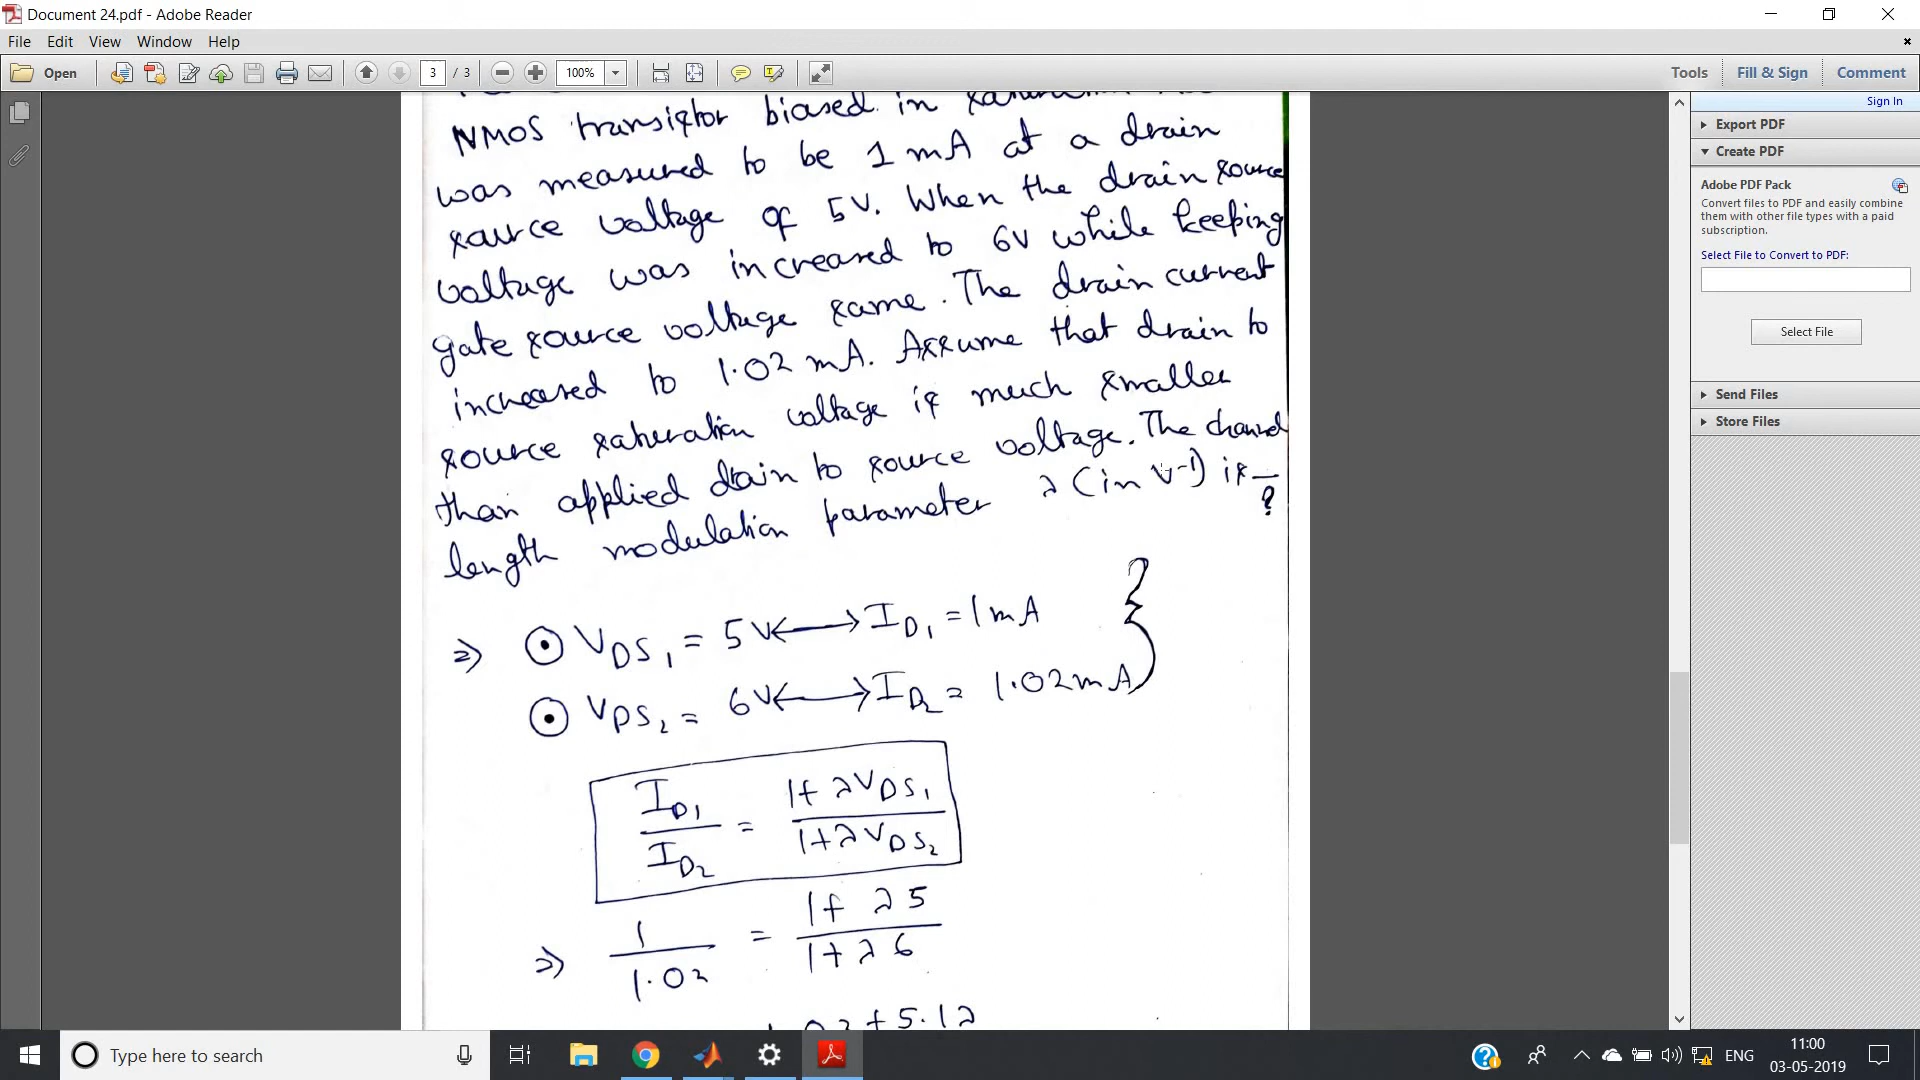 Document 24.pdf - Adobe Reader
File Edit View Window Help
Open 3 / 3 100% Tools Fill & Sign Comment
Sign In
Export PDF
Create PDF
Adobe PDF Pack
Convert files to PDF and easily combine
them with other file types with a paid
subscription.
Select File to Convert to PDF:
Select File
Send Files
Store Files
NMOS transistor biased in
was measured to be 1 mA at a drain
source voltage of 5V. When the drain source
voltage was increased to 6V while keeping
gate source voltage same. The drain current
increased to 1.02 mA. Assume that drain to
source saturation voltage is much smaller
than applied drain to source voltage. The channel
length modulation parameter λ (in V-1) is _
?
⇒ ⊙ VDS1 = 5V ⟷ ID1 = 1mA }
⊙ VDS2 = 6V ⟷ ID2 = 1.02mA
ID1 / ID2 = 1+λVDS1 / 1+λVDS2
⇒ 1 / 1.02 = 1+ λ5 / 1+λ6
+ 5.1λ
Type here to search
ENG
11:00
03-05-2019